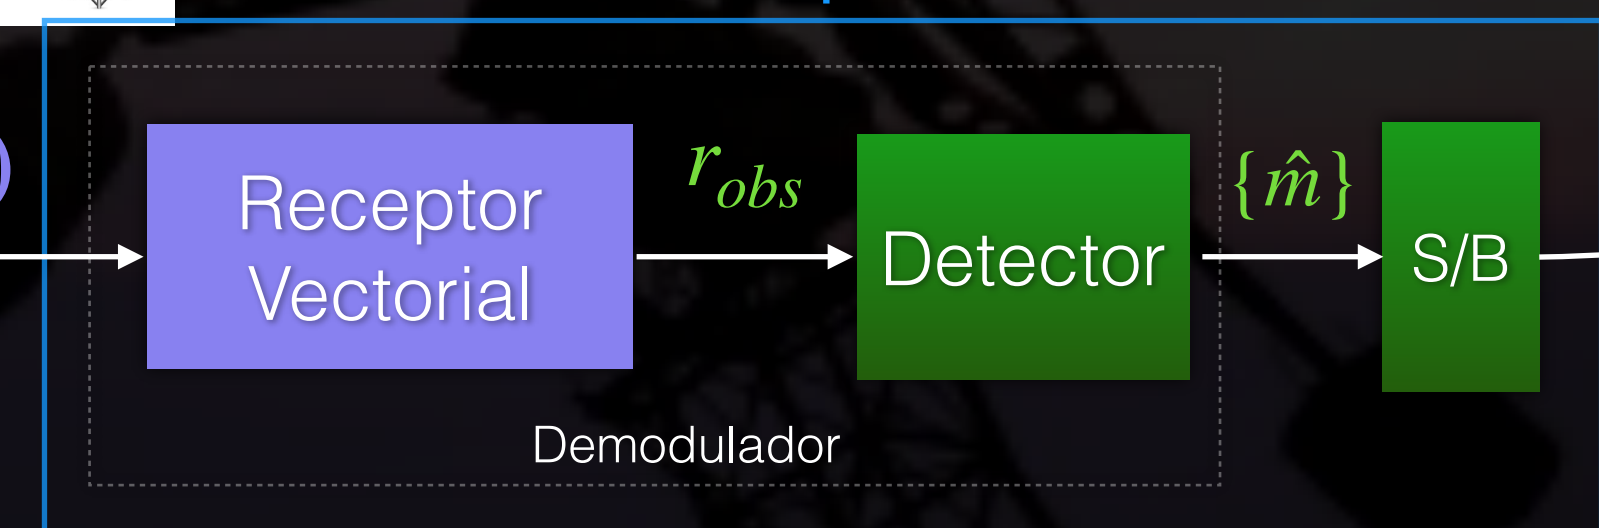 )
Receptor
Vectorial
r_obs
Detector
{m̂}
S/B
Demodulador